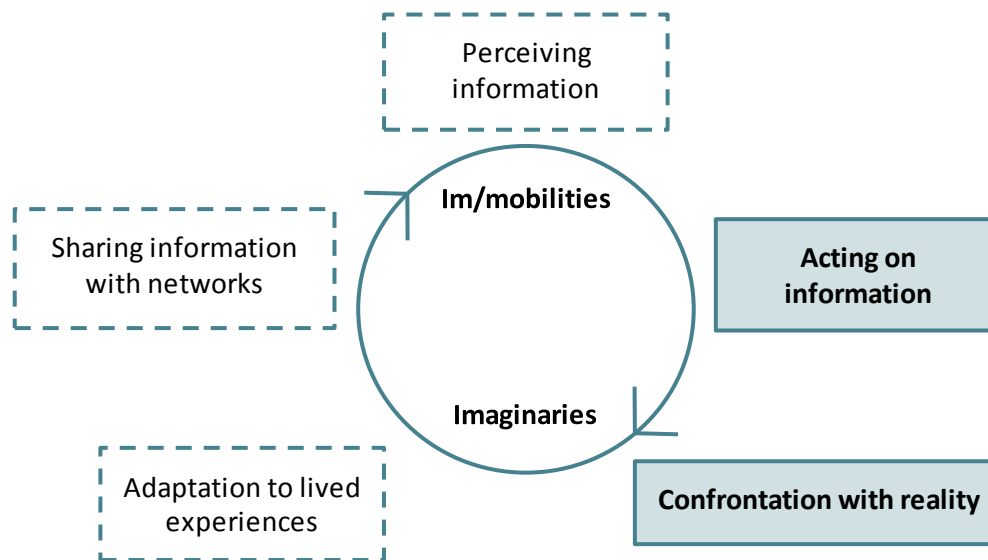 Perceiving
information
Im/mobilities
Sharing information
with networks
Acting on
information
Imaginaries
Adaptation to lived
experiences
Confrontation with reality